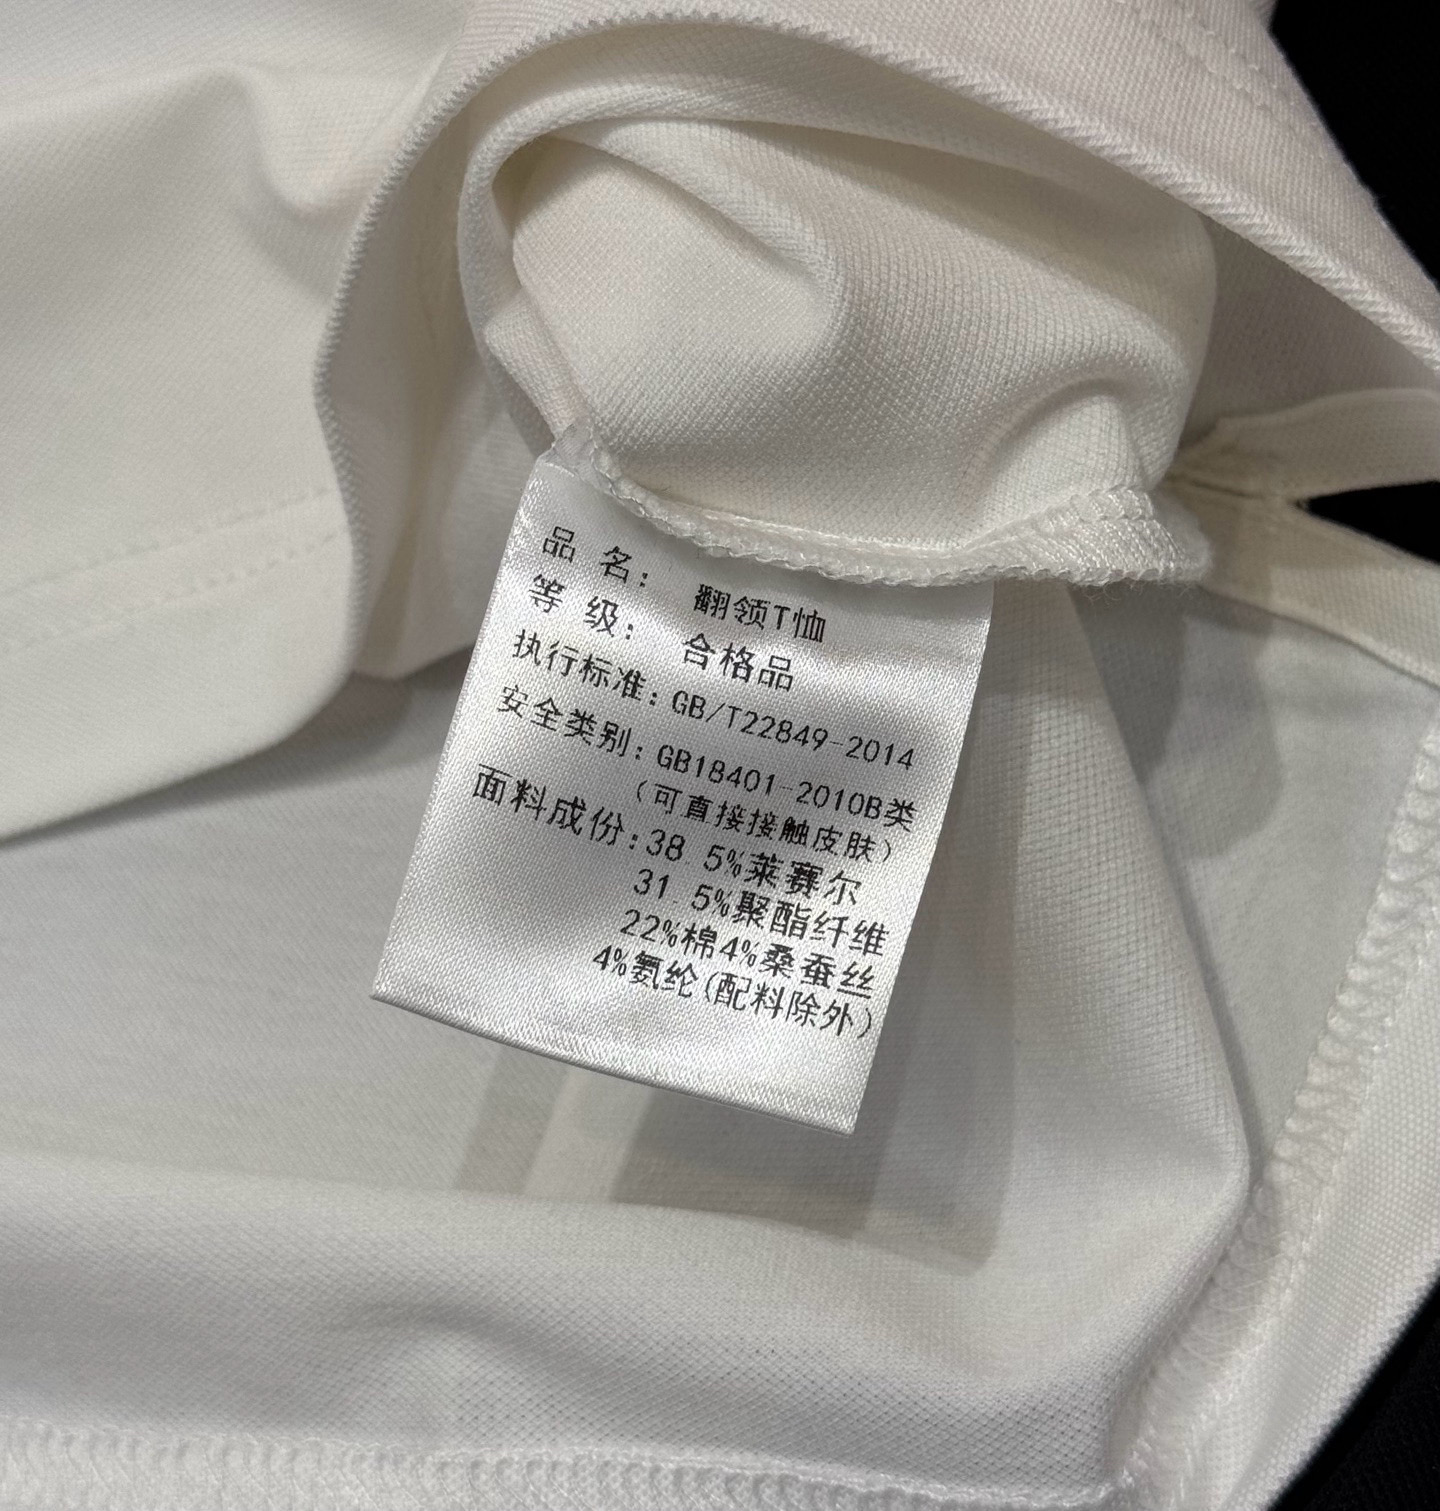 品 名： 翻领T恤
等 级： 合格品
执行标准：GB/T22849-2014
安全类别：GB18401-2010B类
（可直接接触皮肤）
面料成份：38.5%莱赛尔
31.5%聚酯纤维
22%棉4%桑蚕丝
4%氨纶(配料除外)